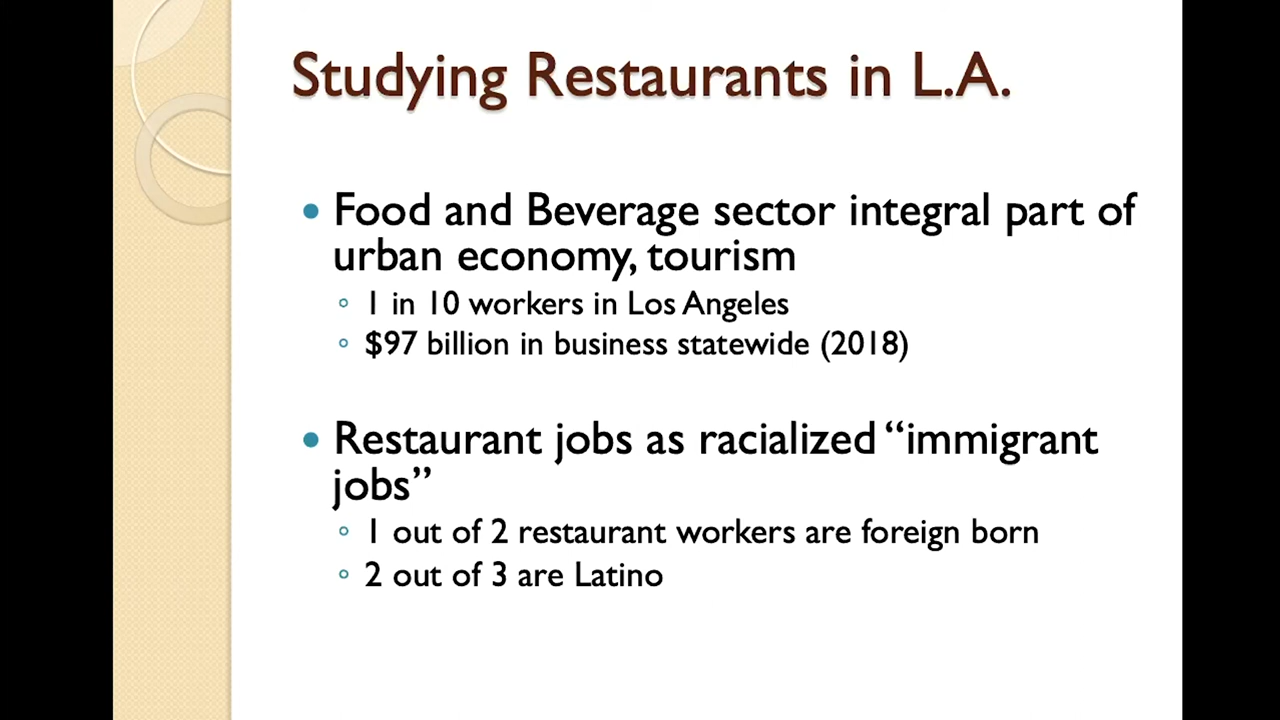 Studying Restaurants in L.A.
• Food and Beverage sector integral part of
urban economy, tourism
◦ 1 in 10 workers in Los Angeles
◦ $97 billion in business statewide (2018)
• Restaurant jobs as racialized “immigrant
jobs”
◦ 1 out of 2 restaurant workers are foreign born
◦ 2 out of 3 are Latino